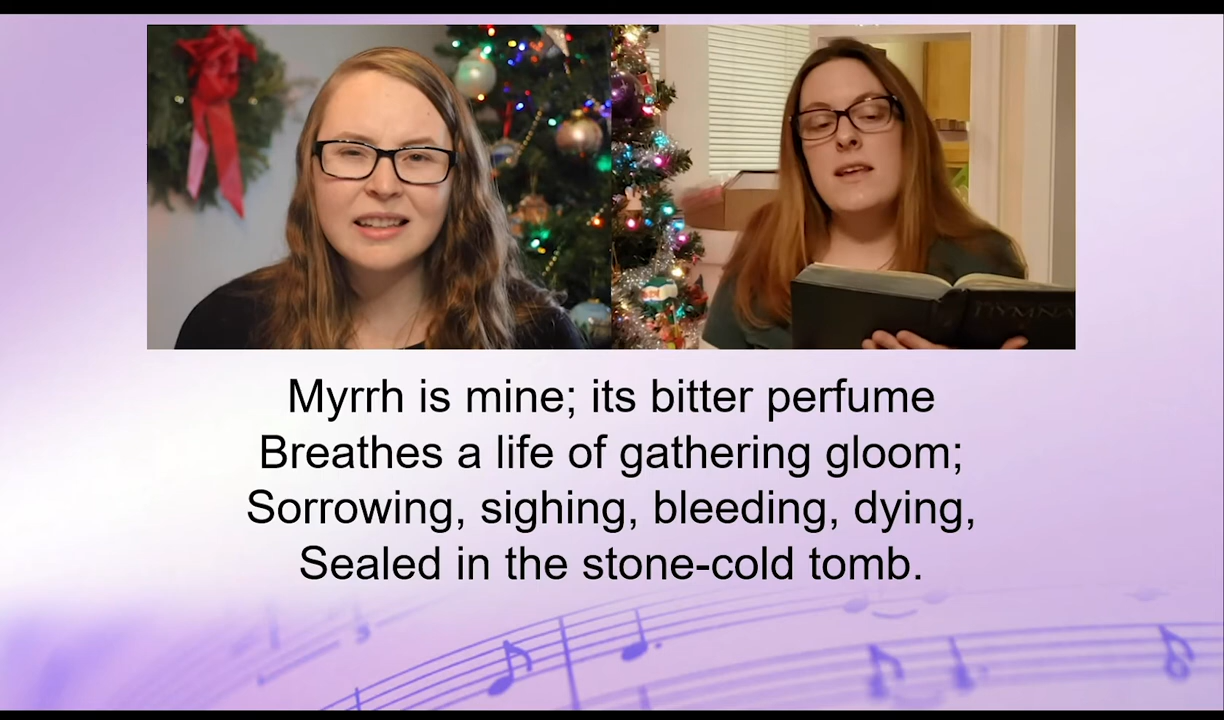 HYMNAL
Myrrh is mine; its bitter perfume
Breathes a life of gathering gloom;
Sorrowing, sighing, bleeding, dying,
Sealed in the stone-cold tomb.